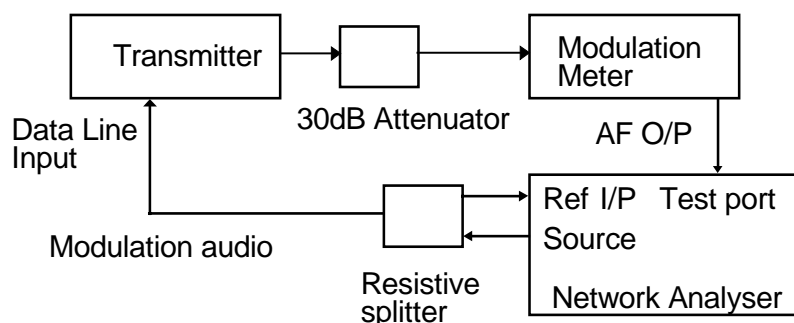 Transmitter
Modulation
Meter
30dB Attenuator
Data Line
Input
AF O/P
Ref I/P Test port
Source
Modulation audio
Resistive
splitter
Network Analyser